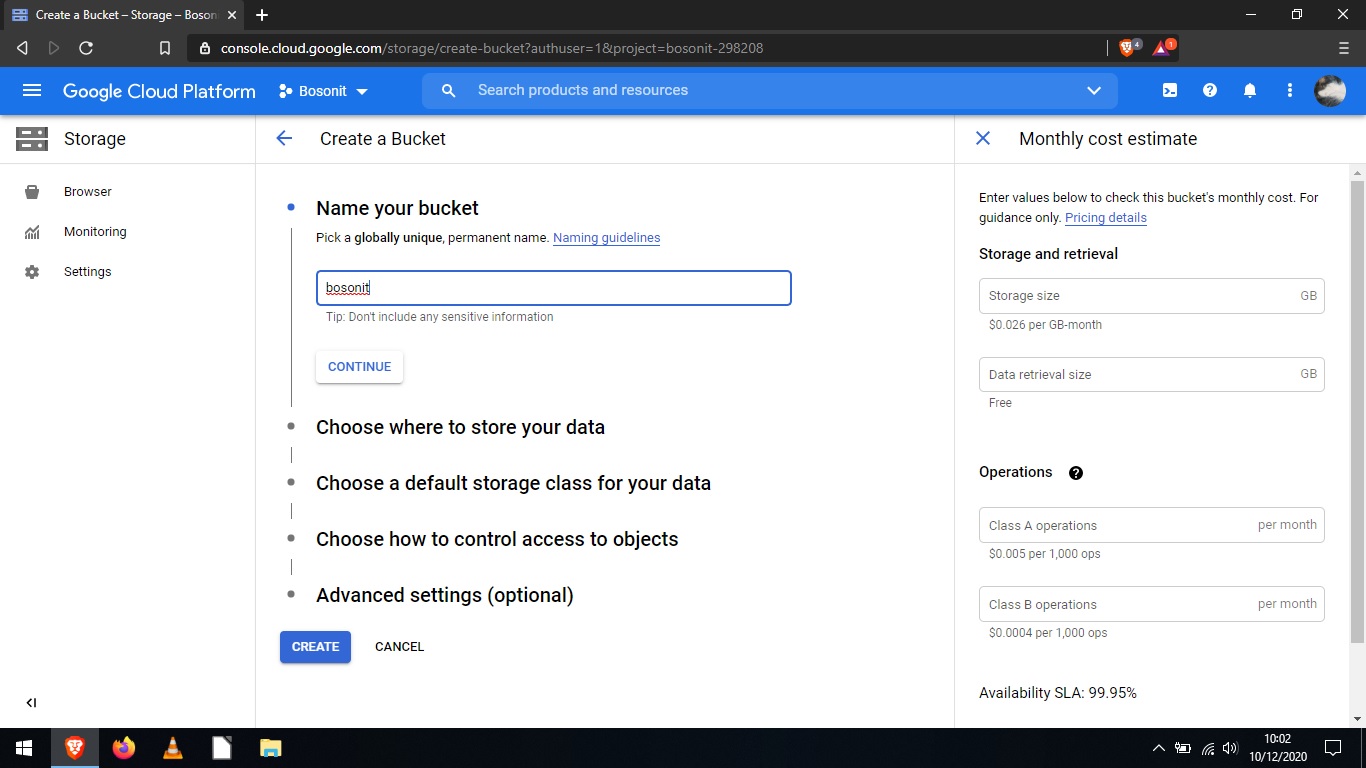 Create a Bucket – Storage – Boson
console.cloud.google.com/storage/create-bucket?authuser=1&project=bosonit-298208
4
1
Google Cloud Platform
Bosonit
Search products and resources
Storage
Browser
Monitoring
Settings
Create a Bucket
Name your bucket
Pick a globally unique, permanent name. Naming guidelines
bosonit
Tip: Don't include any sensitive information
CONTINUE
Choose where to store your data
Choose a default storage class for your data
Choose how to control access to objects
Advanced settings (optional)
CREATE CANCEL
Monthly cost estimate
Enter values below to check this bucket's monthly cost. For
guidance only. Pricing details
Storage and retrieval
Storage size GB
$0.026 per GB-month
Data retrieval size GB
Free
Operations
Class A operations per month
$0.005 per 1,000 ops
Class B operations per month
$0.0004 per 1,000 ops
Availability SLA: 99.95%
10:02
10/12/2020